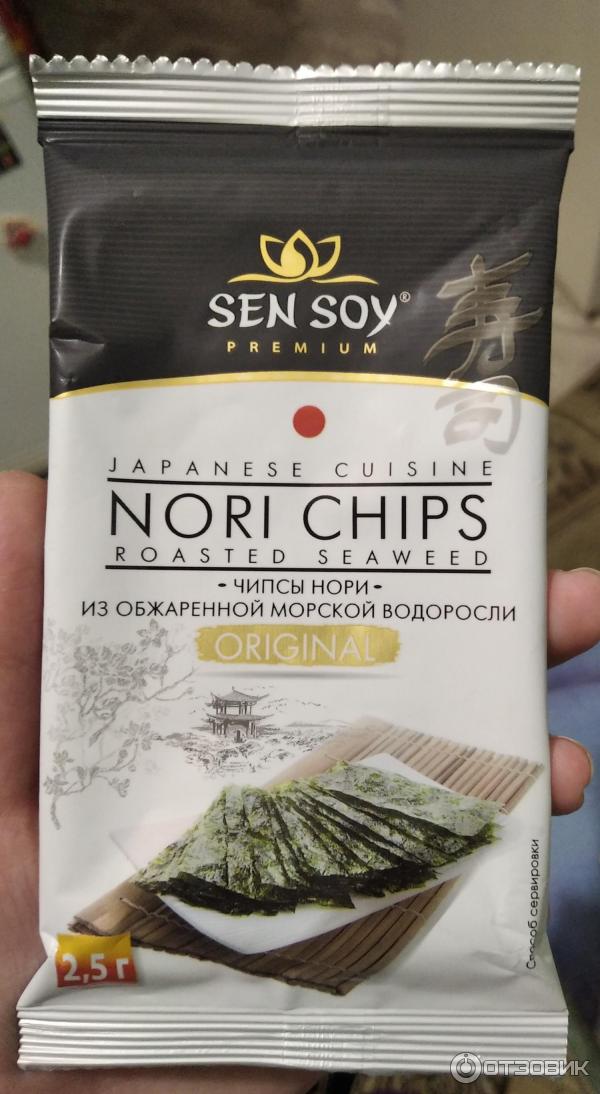 SEN SOY®
PREMIUM
寿司
JAPANESE CUISINE
NORI CHIPS
ROASTED SEAWEED
- ЧИПСЫ НОРИ -
ИЗ ОБЖАРЕННОЙ МОРСКОЙ ВОДОРОСЛИ
ORIGINAL
Способ сервировки
2,5 г
ОТЗОВИК